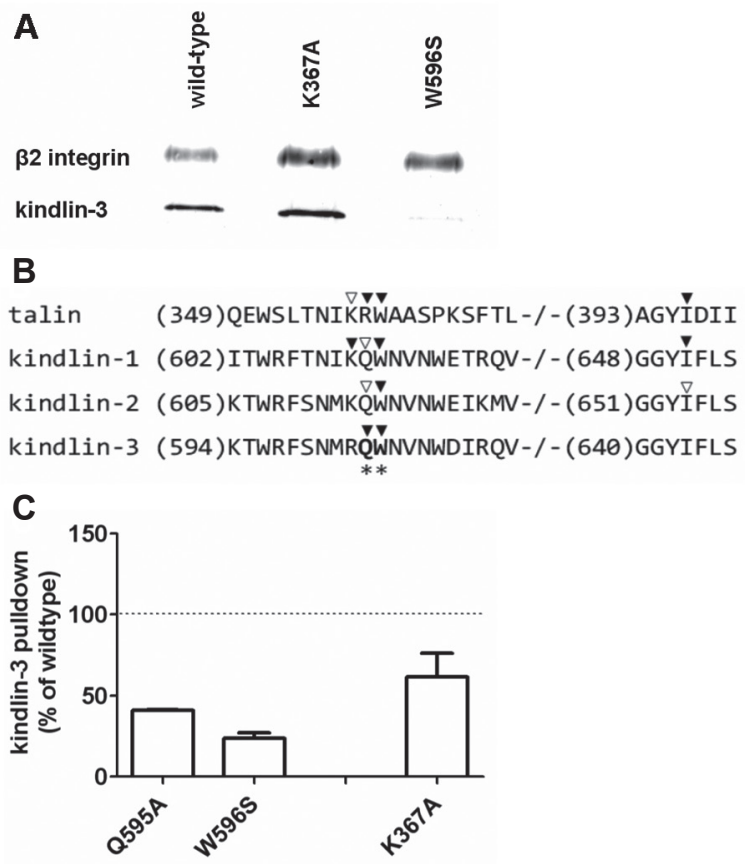 A
wild-type
K367A
W596S
β2 integrin
kindlin-3
B
talin (349)QEWSLTNIKRWAASPKSFTL-/-(393)AGYIDII
kindlin-1 (602)ITWRFTNIKQWNVNWETRQV-/-(648)GGYIFLS
kindlin-2 (605)KTWRFSNMKQWNVNWEIKMV-/-(651)GGYIFLS
kindlin-3 (594)KTWRFSNMRQWNVNWDIRQV-/-(640)GGYIFLS
**
C
kindlin-3 pulldown
(% of wildtype)
150
100
50
0
Q595A
W596S
K367A